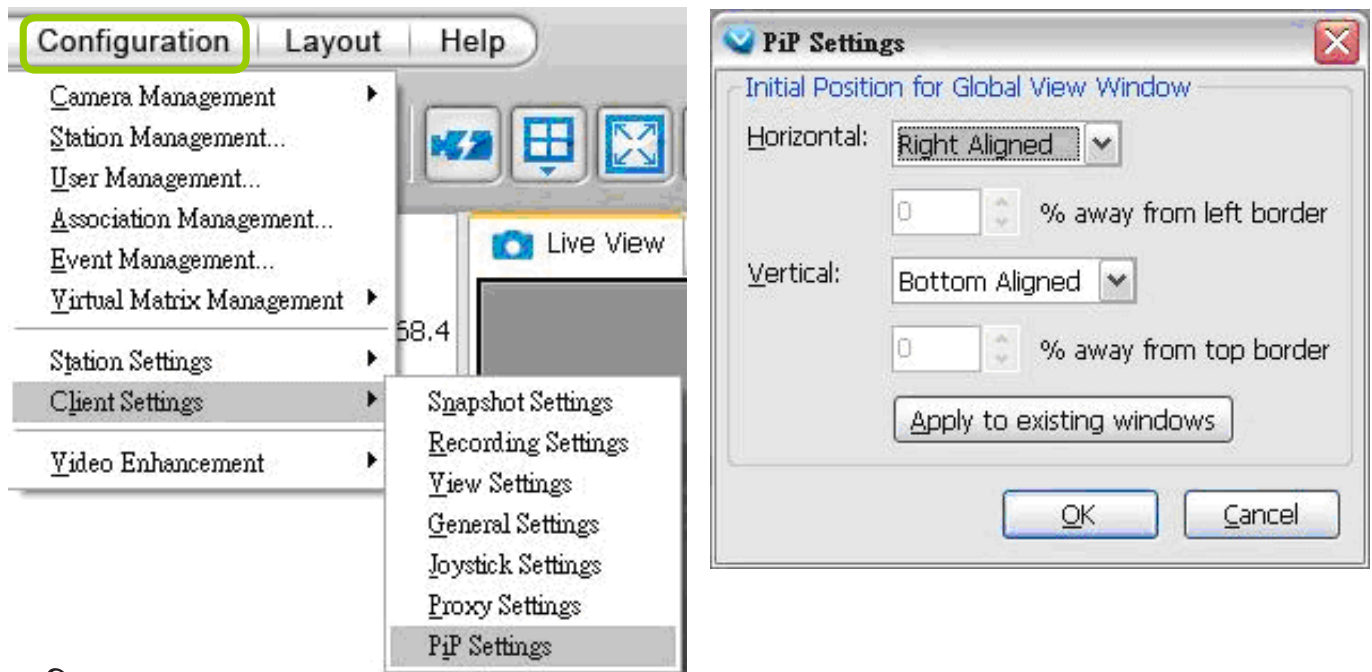 Configuration Layout Help
Camera Management
Station Management...
User Management...
Association Management...
Event Management...
Virtual Matrix Management
Station Settings
Client Settings
Video Enhancement
Snapshot Settings
Recording Settings
View Settings
General Settings
Joystick Settings
Proxy Settings
PiP Settings
Live View
68.4
PiP Settings
Initial Position for Global View Window
Horizontal: Right Aligned
0 % away from left border
Vertical: Bottom Aligned
0 % away from top border
Apply to existing windows
OK Cancel